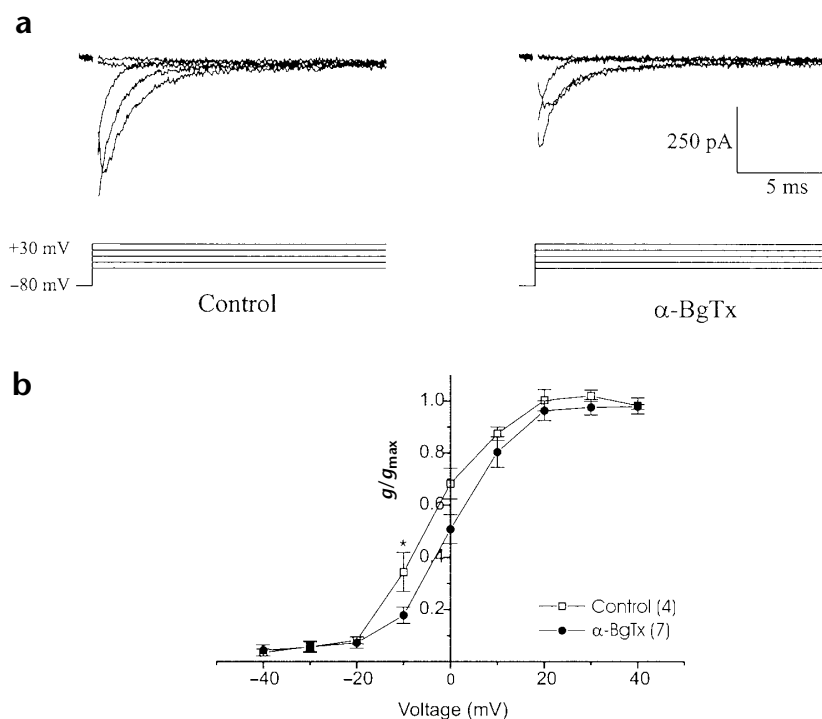 a
250 pA
5 ms
+30 mV
−80 mV
Control
α-BgTx
b
g/gmax
1.0
0.8
0.6
0.4
0.2
*
Control (4)
α-BgTx (7)
−40
−20
0
20
40
Voltage (mV)